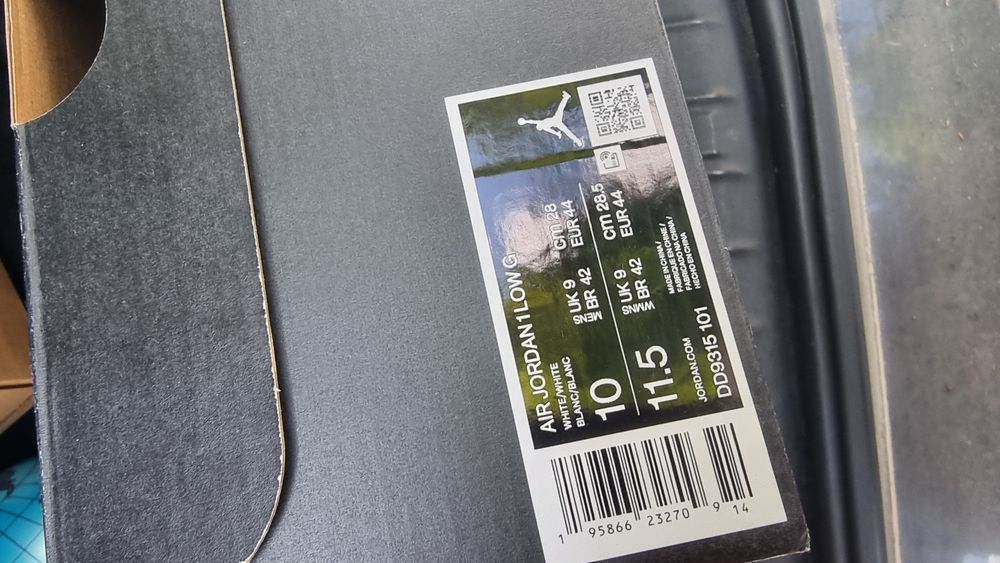 AIR JORDAN 1 LOW G
WHITE/WHITE
BLANC/BLANC
10
MENS
UK 9
BR 42
cm 28
EUR 44
11.5
WMNS
UK 9
BR 42
cm 28.5
EUR 44
JORDAN.COM
DD9315 101
MADE IN CHINA /
FABRIQUE EN CHINE /
FABRICADO NA CHINA /
HECHO EN CHINA
1 95866 23270 9 14